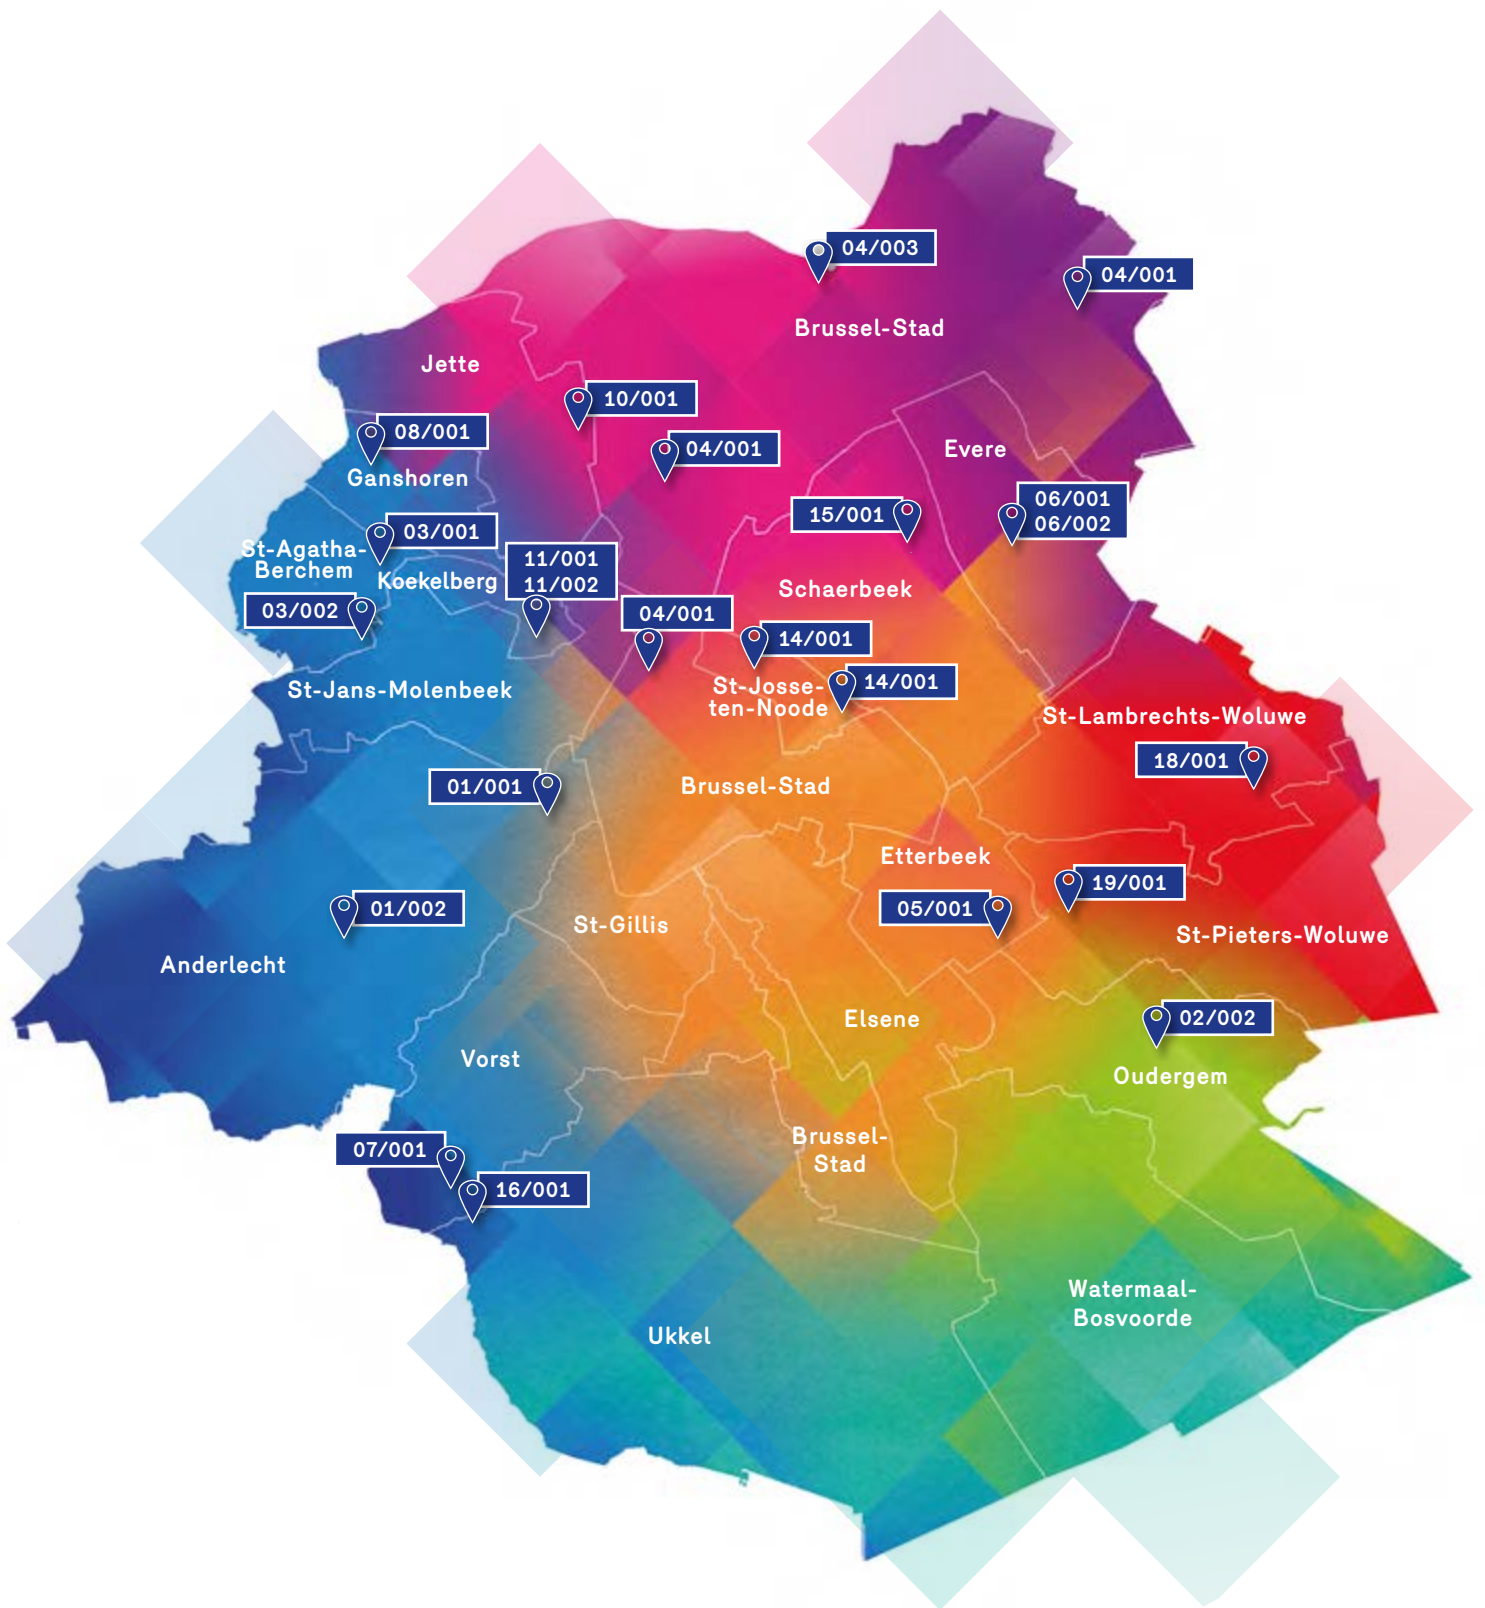 04/003
04/001
Brussel-Stad
Jette
10/001
08/001
04/001
Evere
Ganshoren
06/001
06/002
15/001
03/001
St-Agatha-
Berchem
11/001
11/002
Koekelberg
Schaerbeek
03/002
04/001
14/001
14/001
St-Jans-Molenbeek
St-Josse-
ten-Noode
St-Lambrechts-Woluwe
18/001
01/001
Brussel-Stad
Etterbeek
19/001
01/002
05/001
St-Gillis
St-Pieters-Woluwe
Anderlecht
Elsene
02/002
Vorst
Oudergem
Brussel-
Stad
07/001
16/001
Watermaal-
Bosvoorde
Ukkel